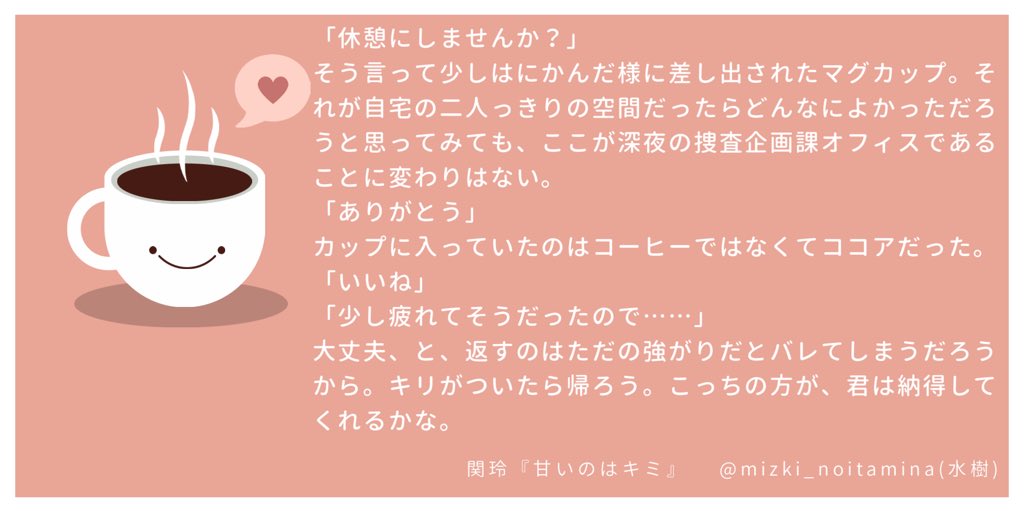 「休憩にしませんか？」
そう言って少しはにかんだ様に差し出されたマグカップ。そ
れが自宅の二人っきりの空間だったらどんなによかっただろ
うと思ってみても、ここが深夜の捜査企画課オフィスである
ことに変わりはない。
「ありがとう」
カップに入っていたのはコーヒーではなくてココアだった。
「いいね」
「少し疲れてそうだったので……」
大丈夫、と、返すのはただの強がりだとバレてしまうだろう
から。キリがついたら帰ろう。こっちの方が、君は納得して
くれるかな。
関玲『甘いのはキミ』　@mizki_noitamina(水樹)